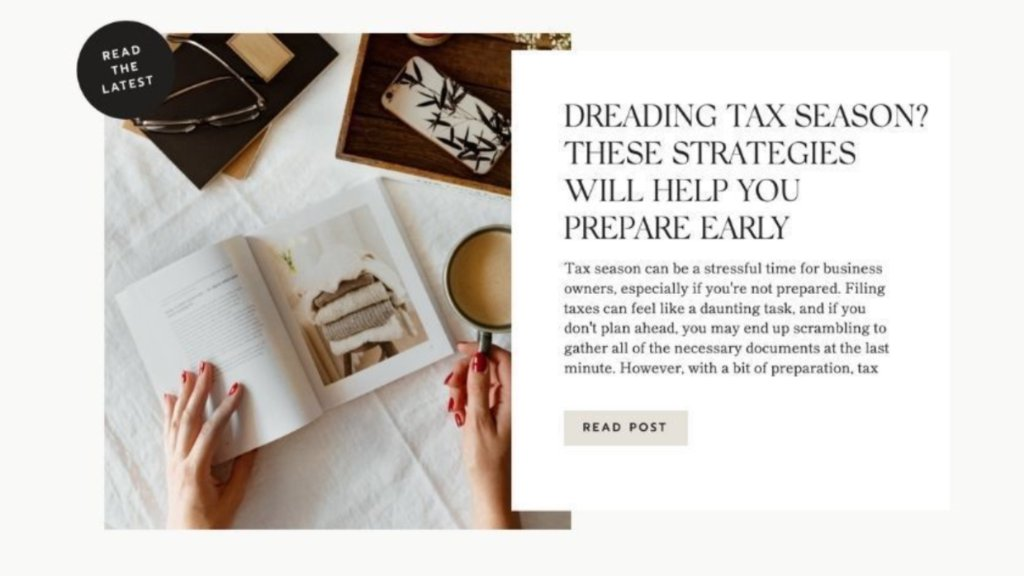 READ
THE
LATEST
DREADING TAX SEASON?
THESE STRATEGIES
WILL HELP YOU
PREPARE EARLY
Tax season can be a stressful time for business
owners, especially if you're not prepared. Filing
taxes can feel like a daunting task, and if you
don't plan ahead, you may end up scrambling to
gather all of the necessary documents at the last
minute. However, with a bit of preparation, tax
READ POST